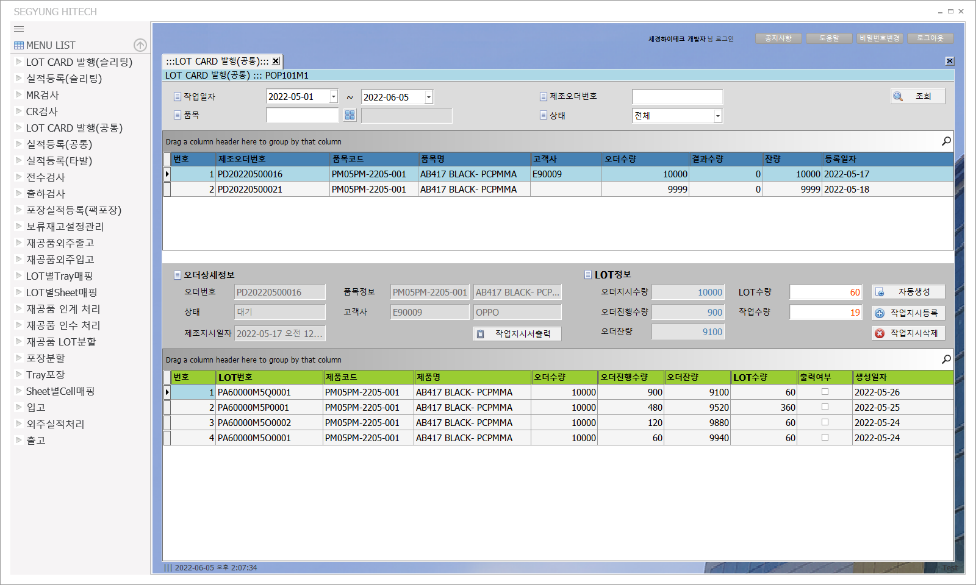 SEGYUNG HITECH
MENU LIST
LOT CARD 발행(슬리팅)
실적등록(슬리팅)
MR검사
CR검사
LOT CARD 발행(공통)
실적등록(공통)
실적등록(타발)
전수검사
출하검사
포장실적등록(팩포장)
보류재고설정관리
재공품외주출고
재공품외주입고
LOT별Tray매핑
LOT별Sheet매핑
재공품 인계 처리
재공품 인수 처리
재공품 LOT분할
포장분할
Tray포장
Sheet별Cell매핑
입고
외주실적처리
출고
세경하이테크 개발자 님 로그인
공지사항 도움말 비밀번호변경 로그아웃
:::LOT CARD 발행(공통):::
LOT CARD 발행(공통) ::: POP101M1
작업일자 2022-05-01 ~ 2022-06-05 제조오더번호 조회
품목 상태 전체
Drag a column header here to group by that column
번호 제조오더번호 품목코드 품목명 고객사 오더수량 결과수량 잔량 등록일자
1 PD20220500016 PM05PM-2205-001 AB417 BLACK- PCPMMA E90009 10000 0 10000 2022-05-17
2 PD20220500021 PM05PM-2205-001 AB417 BLACK- PCPMMA 9999 0 9999 2022-05-18
오더상세정보 LOT정보
오더번호 PD20220500016 품목정보 PM05PM-2205-001 AB417 BLACK- PCP... 오더지시수량 10000 LOT수량 60 자동생성
상태 대기 고객사 E90009 OPPO 오더진행수량 900 작업수량 19 작업지시등록
제조지시일자 2022-05-17 오전 12... 작업지시서출력 오더잔량 9100 작업지시삭제
Drag a column header here to group by that column
번호 LOT번호 제품코드 제품명 오더수량 오더진행수량 오더잔량 LOT수량 출력여부 생성일자
1 PA60000M5Q0001 PM05PM-2205-001 AB417 BLACK- PCPMMA 10000 900 9100 60 2022-05-26
2 PA60000M5P0001 PM05PM-2205-001 AB417 BLACK- PCPMMA 10000 480 9520 360 2022-05-25
3 PA60000M5O0002 PM05PM-2205-001 AB417 BLACK- PCPMMA 10000 120 9880 60 2022-05-24
4 PA60000M5O0001 PM05PM-2205-001 AB417 BLACK- PCPMMA 10000 60 9940 60 2022-05-24
2022-06-05 오후 2:07:34